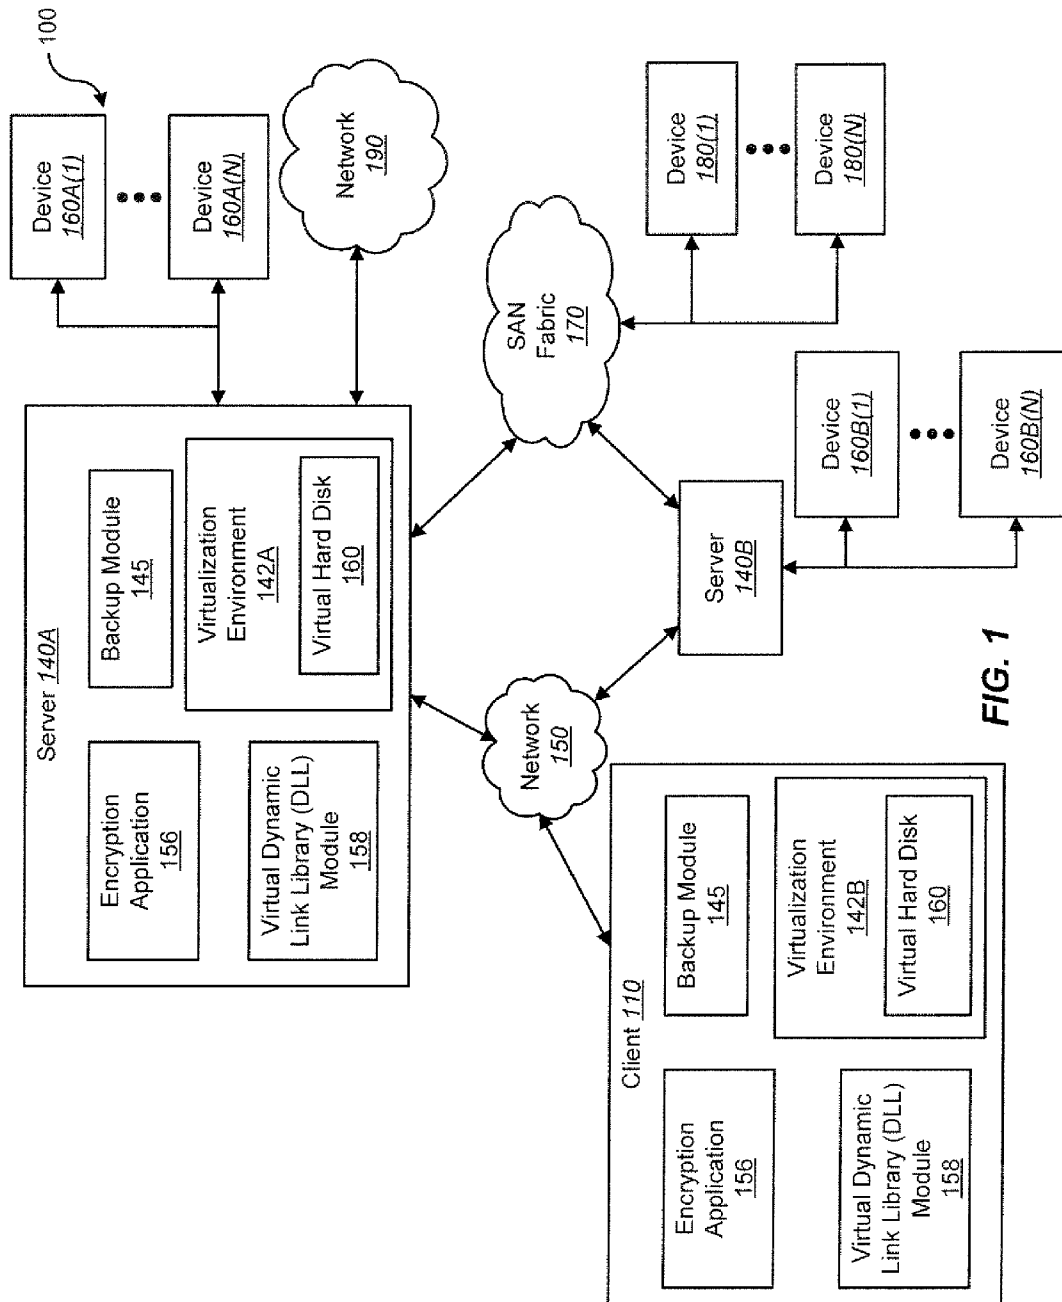 100
Server 140A
Encryption
Application
156
Backup Module
145
Virtual Dynamic
Link Library (DLL)
Module
158
Virtualization
Environment
142A
Virtual Hard Disk
160
Device
160A(1)
Device
160A(N)
Network
190
Client 110
Encryption
Application
156
Backup Module
145
Virtual Dynamic
Link Library (DLL)
Module
158
Virtualization
Environment
142B
Virtual Hard Disk
160
Network
150
SAN
Fabric
170
Device
180(1)
Device
180(N)
Server
140B
Device
160B(1)
Device
160B(N)
FIG. 1